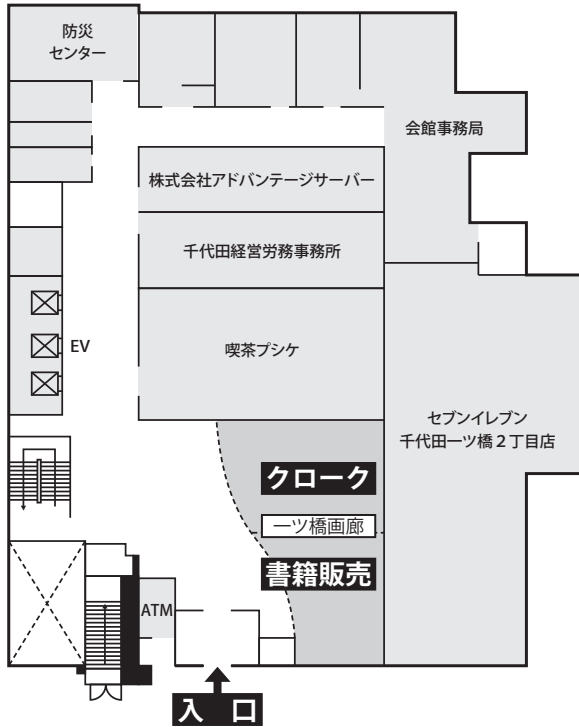 防災
センター
会館事務局
株式会社アドバンテージサーバー
千代田経営労務事務所
EV
喫茶プシケ
セブンイレブン
千代田一ツ橋２丁目店
クローク
一ツ橋画廊
書籍販売
ATM
入 口